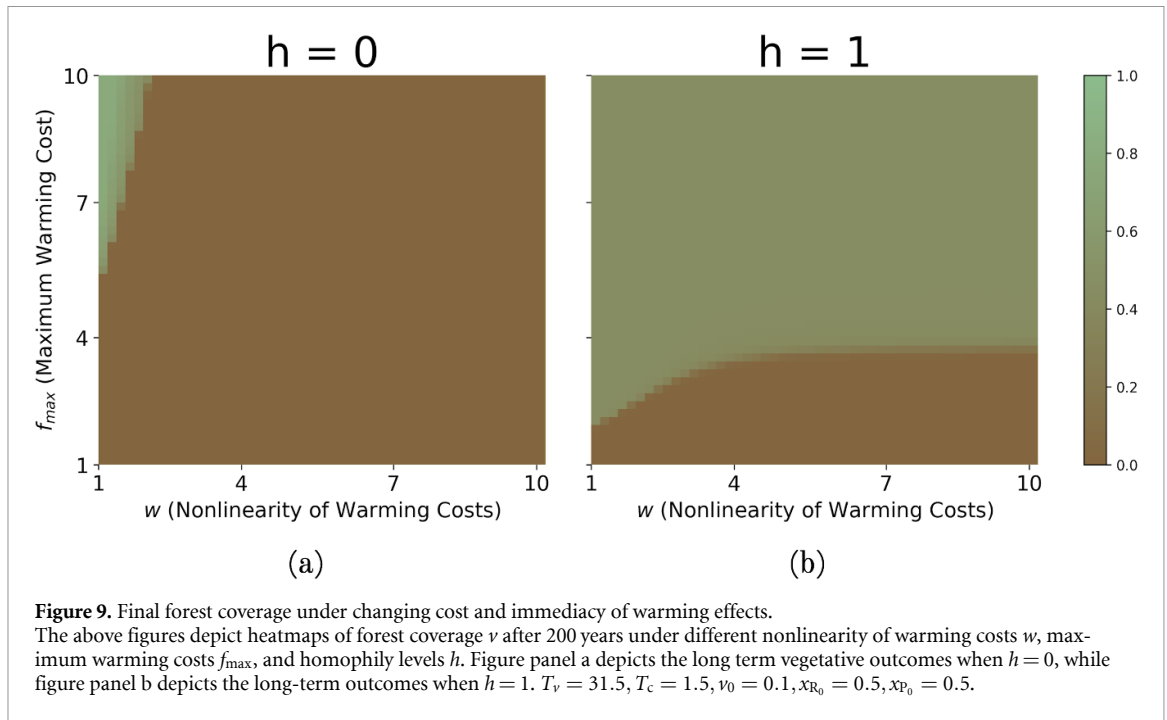 h = 0
h = 1
10
7
4
1
f_max (Maximum Warming Cost)
1 4 7 10
w (Nonlinearity of Warming Costs)
1 4 7 10
w (Nonlinearity of Warming Costs)
1.0
0.8
0.6
0.4
0.2
0.0
(a)
(b)
Figure 9. Final forest coverage under changing cost and immediacy of warming effects.
The above figures depict heatmaps of forest coverage ν after 200 years under different nonlinearity of warming costs w, max-
imum warming costs f_max, and homophily levels h. Figure panel a depicts the long term vegetative outcomes when h = 0, while
figure panel b depicts the long-term outcomes when h = 1. T_ν = 31.5, T_c = 1.5, ν_0 = 0.1, x_R_0 = 0.5, x_P_0 = 0.5.